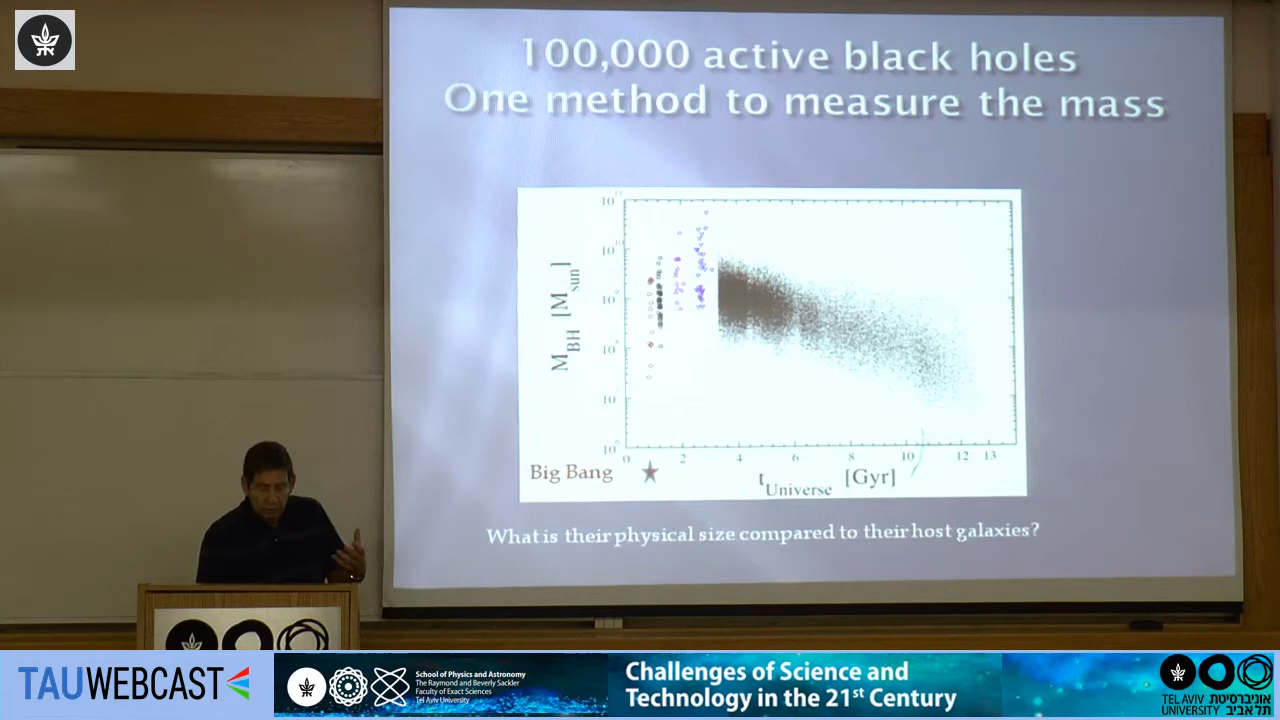 100,000 active black holes
One method to measure the mass
M_BH [M_sun]
0 2 4 6 8 10 12 13
Big Bang
t_Universe [Gyr]
What is their physical size compared to their host galaxies?
TAUWEBCAST
School of Physics and Astronomy
The Raymond and Beverly Sackler
Faculty of Exact Sciences
Tel Aviv University
Challenges of Science and
Technology in the 21st Century
TEL AVIV אוניברסיטת
UNIVERSITY תל אביב